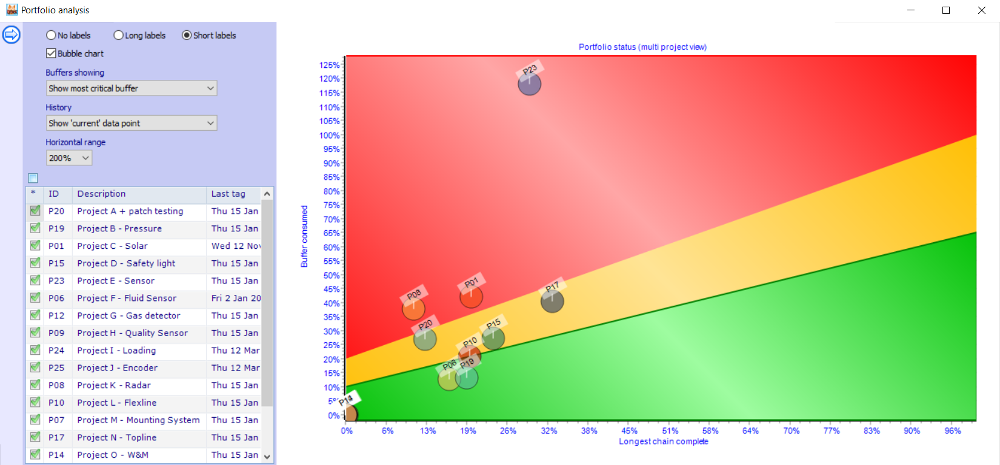 Portfolio analysis
No labels Long labels Short labels
Bubble chart
Buffers showing
Show most critical buffer
History
Show 'current' data point
Horizontal range
200%
* ID Description Last tag
P20 Project A + patch testing Thu 15 Jan
P19 Project B - Pressure Thu 15 Jan
P01 Project C - Solar Wed 12 Nov
P15 Project D - Safety light Thu 15 Jan
P23 Project E - Sensor Thu 15 Jan
P06 Project F - Fluid Sensor Fri 2 Jan 20
P12 Project G - Gas detector Thu 15 Jan
P09 Project H - Quality Sensor Thu 15 Jan
P24 Project I - Loading Thu 12 Mar
P25 Project J - Encoder Thu 12 Mar
P08 Project K - Radar Thu 15 Jan
P10 Project L - Flexline Thu 15 Jan
P07 Project M - Mounting System Thu 15 Jan
P17 Project N - Topline Thu 15 Jan
P14 Project O - W&M Thu 15 Jan
Portfolio status (multi project view)
Buffer consumed
125%
120%
115%
110%
105%
100%
95%
90%
85%
80%
75%
70%
65%
60%
55%
50%
45%
40%
35%
30%
25%
20%
15%
10%
5%
0%
P23
P01
P17
P08
P20
P15
P10
P06
P19
P14
0% 6% 13% 19% 26% 32% 38% 45% 51% 58% 64% 70% 77% 83% 90% 96%
Longest chain complete